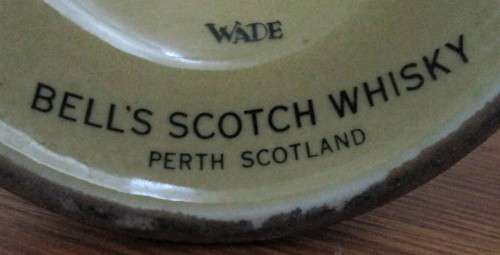 WADE
BELL'S SCOTCH WHISKY
PERTH SCOTLAND